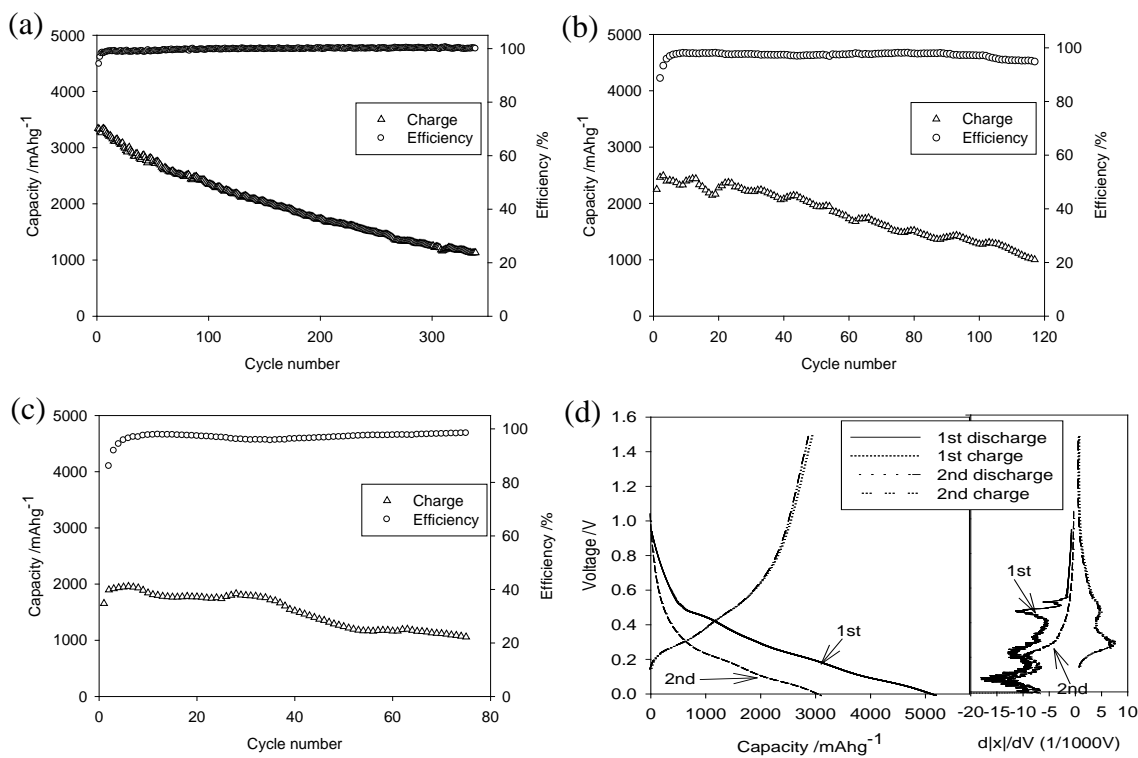 (a)
5000
4000
3000
2000
1000
0
Capacity /mAhg-1
100
80
60
40
20
0
Efficiency /%
Charge
Efficiency
0
100
200
300
Cycle number
(b)
5000
4000
3000
2000
1000
0
Capacity /mAhg-1
100
80
60
40
20
0
Efficiency /%
Charge
Efficiency
0
20
40
60
80
100
120
Cycle number
(c)
5000
4000
3000
2000
1000
0
Capacity /mAhg-1
100
80
60
40
20
0
Efficiency /%
Charge
Efficiency
0
20
40
60
80
Cycle number
(d)
1.6
1.4
1.2
1.0
0.8
0.6
0.4
0.2
0.0
Voltage /V
1st discharge
1st charge
2nd discharge
2nd charge
1st
2nd
1st
2nd
0
1000
2000
3000
4000
5000
Capacity /mAhg-1
-20
-15
-10
-5
0
5
10
d|x|/dV (1/1000V)